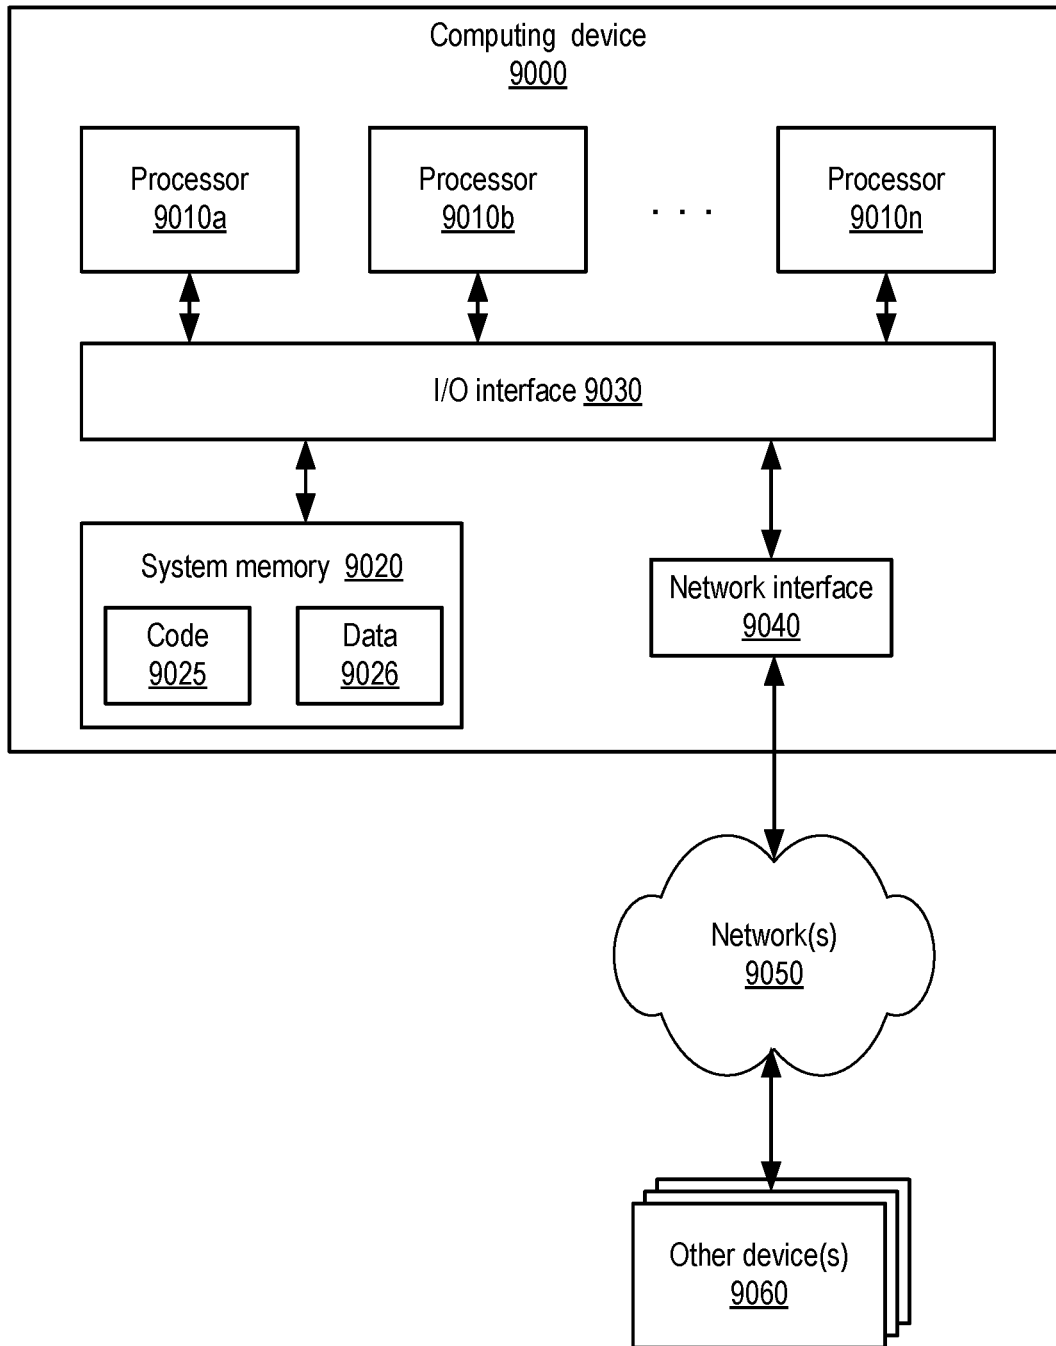 Computing device
9000
Processor
9010a
Processor
9010b
. . .
Processor
9010n
I/O interface 9030
System memory 9020
Code
9025
Data
9026
Network interface
9040
Network(s)
9050
Other device(s)
9060